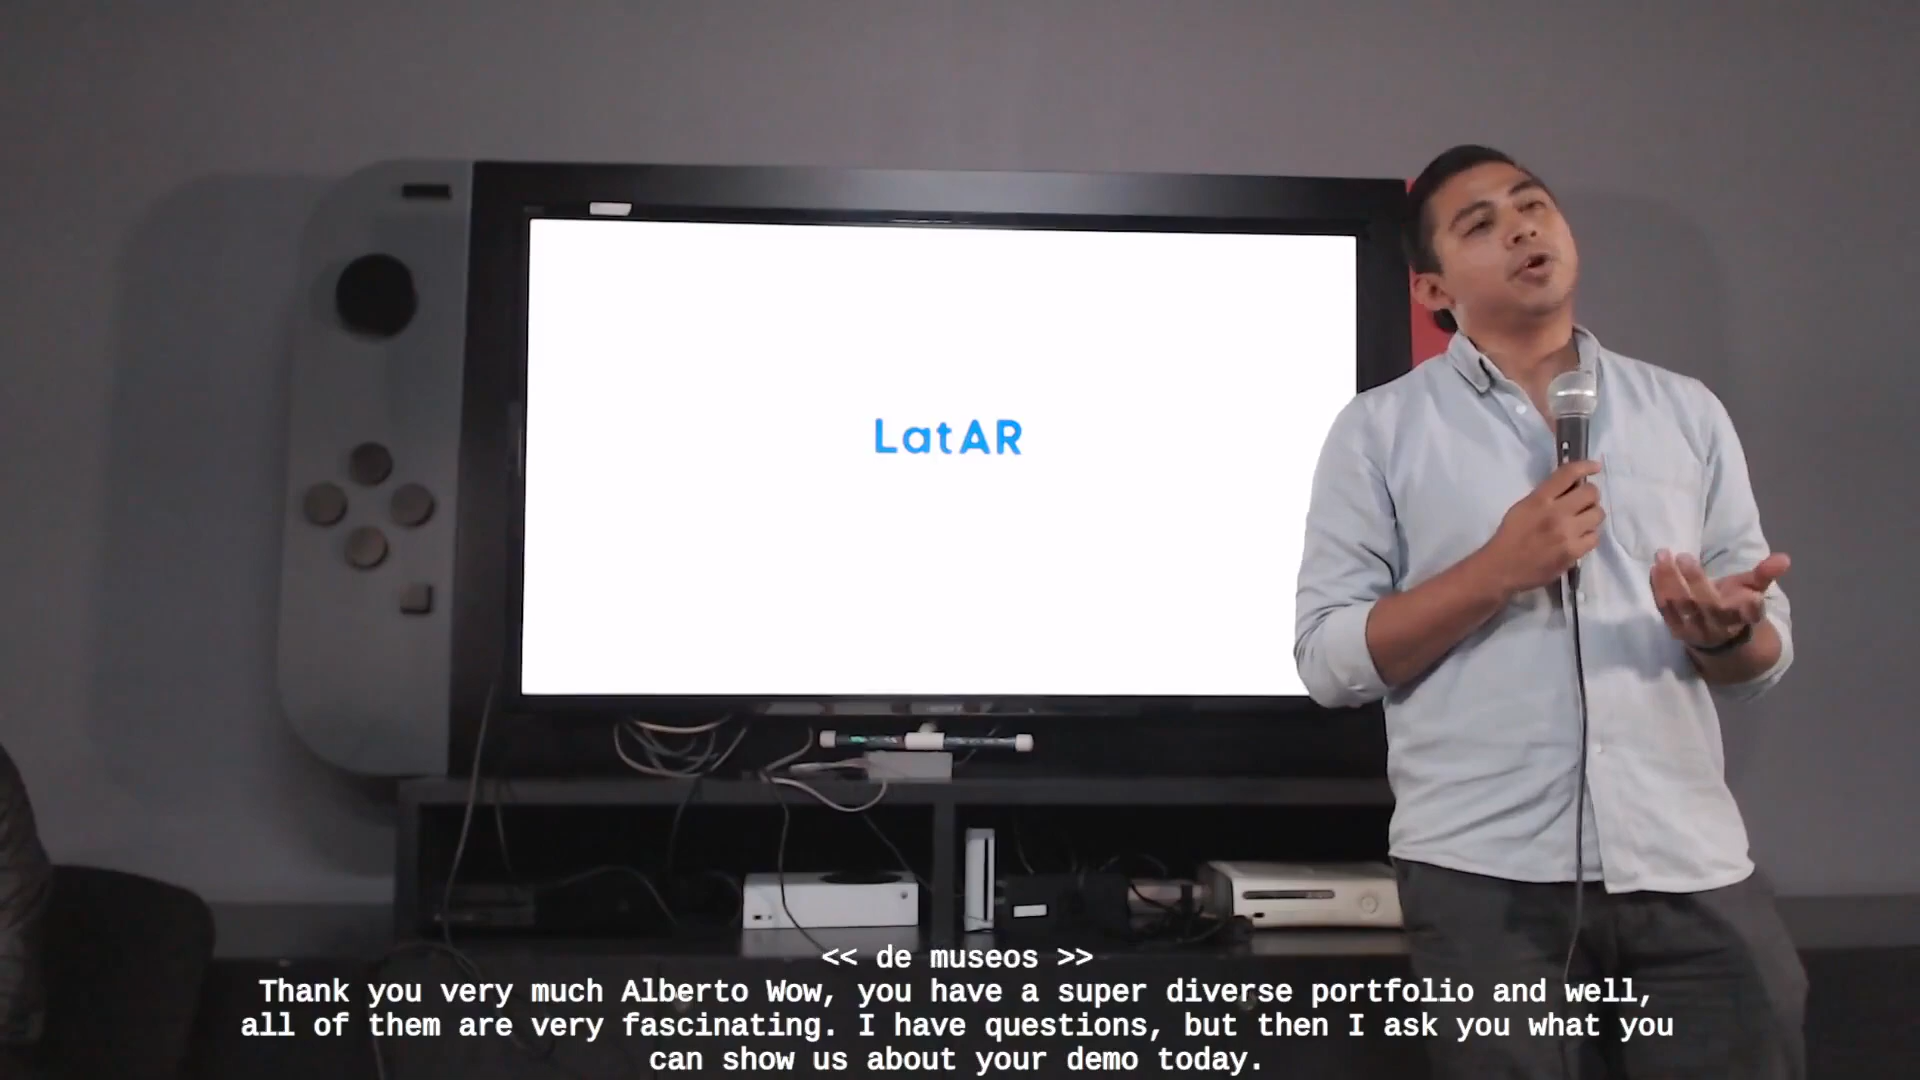 LatAR
<< de museos >>
Thank you very much Alberto Wow, you have a super diverse portfolio and well,
all of them are very fascinating. I have questions, but then I ask you what you
can show us about your demo today.